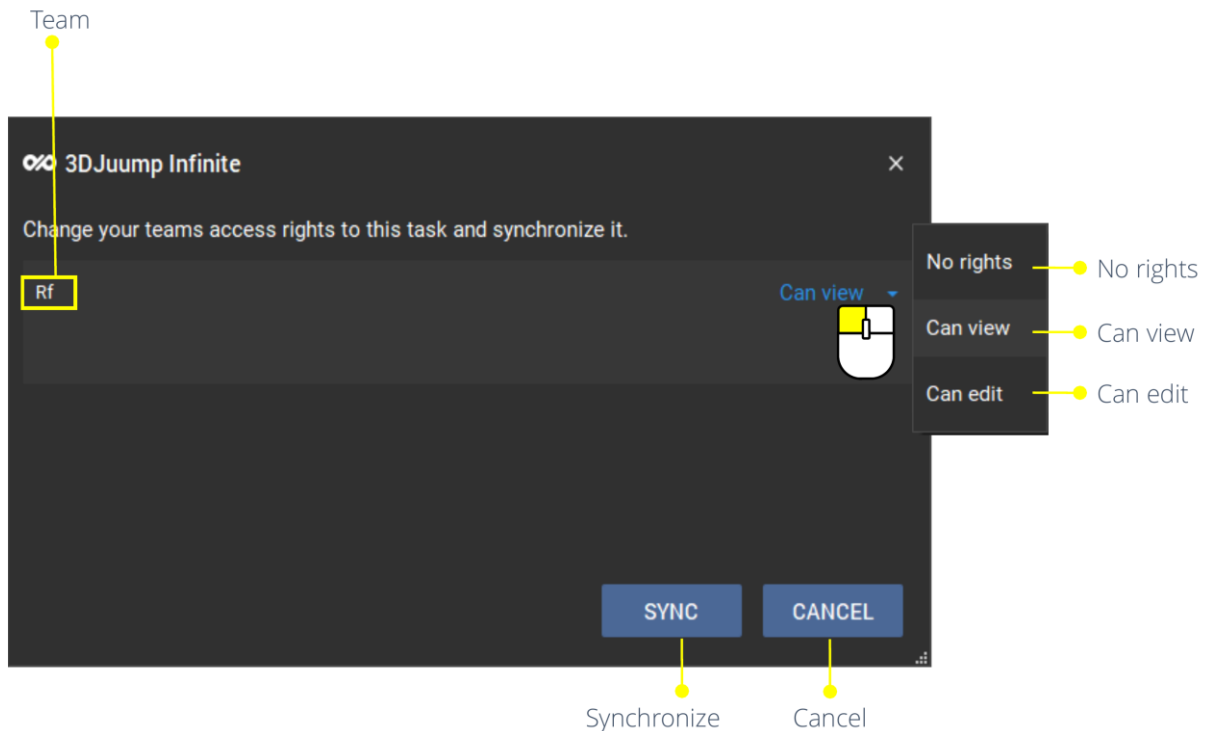 Team
3DJuump Infinite
Change your teams access rights to this task and synchronize it.
Rf
Can view
No rights
No rights
Can view
Can view
Can edit
Can edit
SYNC
CANCEL
Synchronize
Cancel